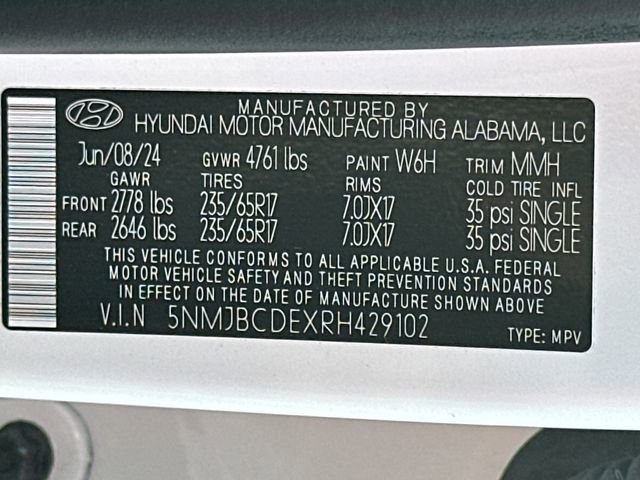 MANUFACTURED BY
HYUNDAI MOTOR MANUFACTURING ALABAMA, LLC
Jun/08/24 GVWR 4761 lbs PAINT W6H TRIM MMH
GAWR TIRES RIMS COLD TIRE INFL
FRONT 2778 lbs 235/65R17 7.0JX17 35 psi SINGLE
REAR 2646 lbs 235/65R17 7.0JX17 35 psi SINGLE
THIS VEHICLE CONFORMS TO ALL APPLICABLE U.S.A. FEDERAL
MOTOR VEHICLE SAFETY AND THEFT PREVENTION STANDARDS
IN EFFECT ON THE DATE OF MANUFACTURE SHOWN ABOVE
V.I.N 5NMJBCDEXRH429102 TYPE: MPV